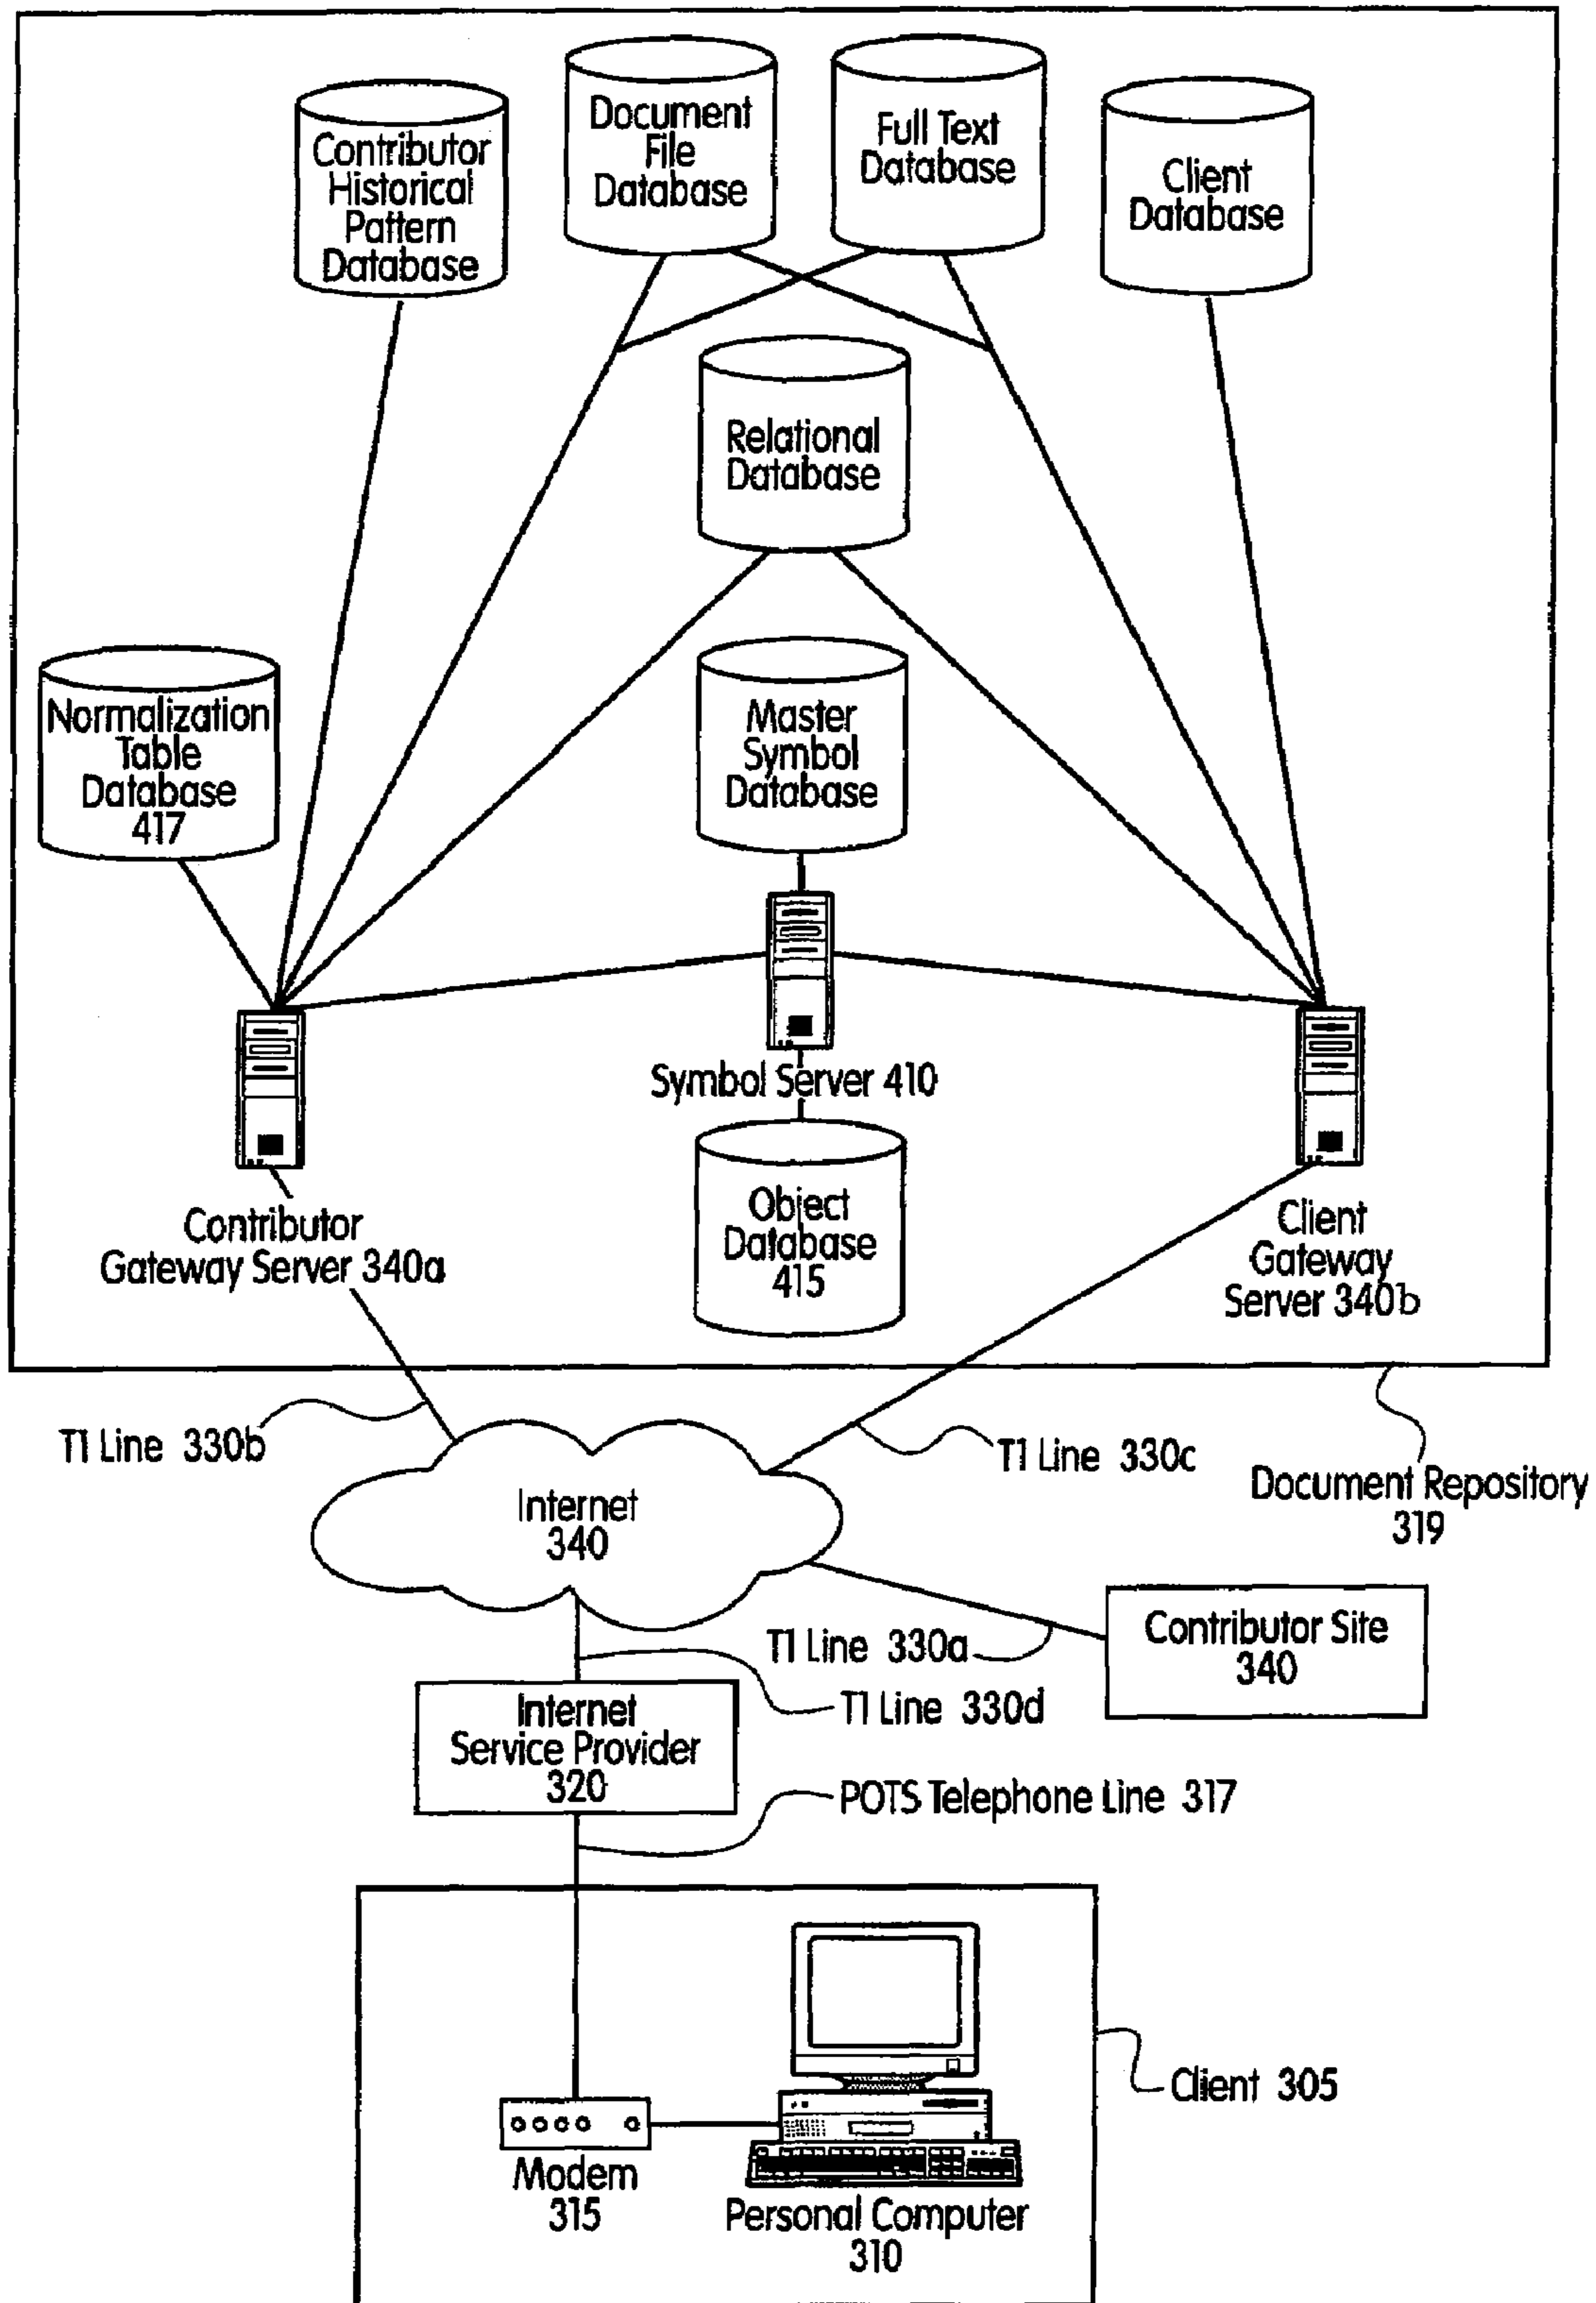 Contributor
Historical
Pattern
Database
Document
File
Database
Full Text
Database
Client
Database
Relational
Database
Normalization
Table
Database
417
Master
Symbol
Database
Symbol Server 410
Object
Database
415
Contributor
Gateway Server 340a
Client
Gateway
Server 340b
T1 Line 330b
T1 Line 330c
Document Repository
319
Internet
340
Contributor Site
340
T1 Line 330a
T1 Line 330d
Internet
Service Provider
320
POTS Telephone Line 317
Client 305
Modem
315
Personal Computer
310